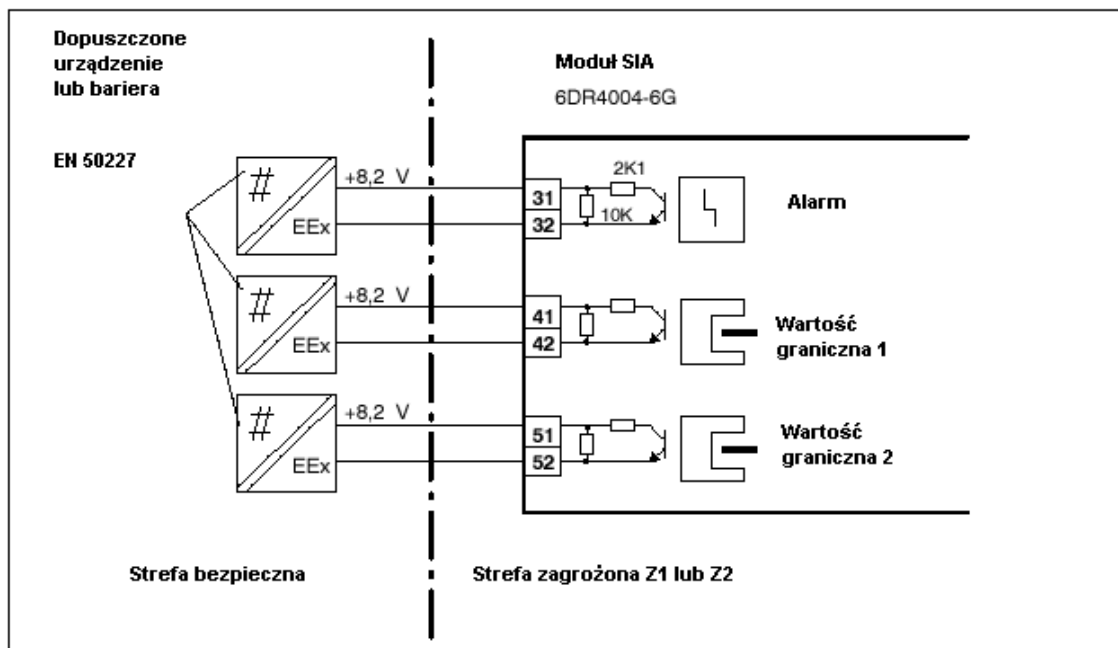 Dopuszczone
urządzenie
lub bariera
EN 50227
Moduł SIA
6DR4004-6G
+8,2 V
EEx
31
32
2K1
10K
Alarm
+8,2 V
EEx
41
42
Wartość
graniczna 1
+8,2 V
EEx
51
52
Wartość
graniczna 2
Strefa bezpieczna
Strefa zagrożona Z1 lub Z2